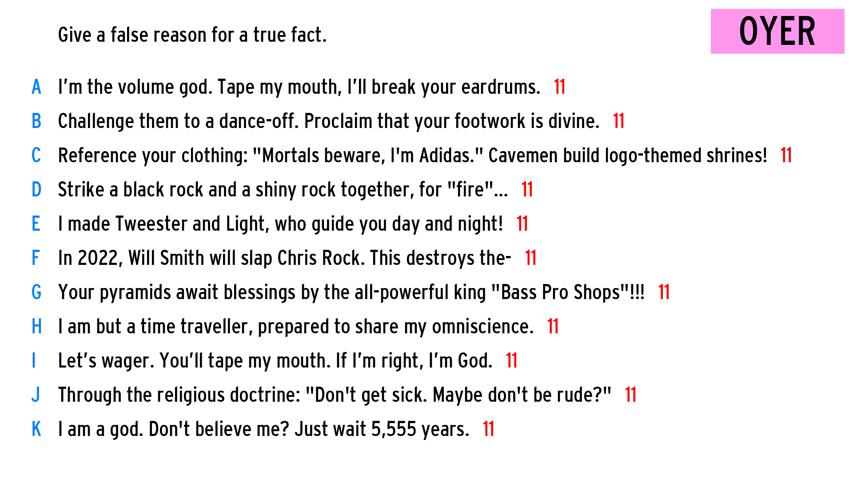 Give a false reason for a true fact.
OYER
A I'm the volume god. Tape my mouth, I'll break your eardrums. 11
B Challenge them to a dance-off. Proclaim that your footwork is divine. 11
C Reference your clothing: "Mortals beware, I'm Adidas." Cavemen build logo-themed shrines! 11
D Strike a black rock and a shiny rock together, for "fire"... 11
E I made Tweester and Light, who guide you day and night! 11
F In 2022, Will Smith will slap Chris Rock. This destroys the- 11
G Your pyramids await blessings by the all-powerful king "Bass Pro Shops"!!! 11
H I am but a time traveller, prepared to share my omniscience. 11
I Let's wager. You'll tape my mouth. If I'm right, I'm God. 11
J Through the religious doctrine: "Don't get sick. Maybe don't be rude?" 11
K I am a god. Don't believe me? Just wait 5,555 years. 11